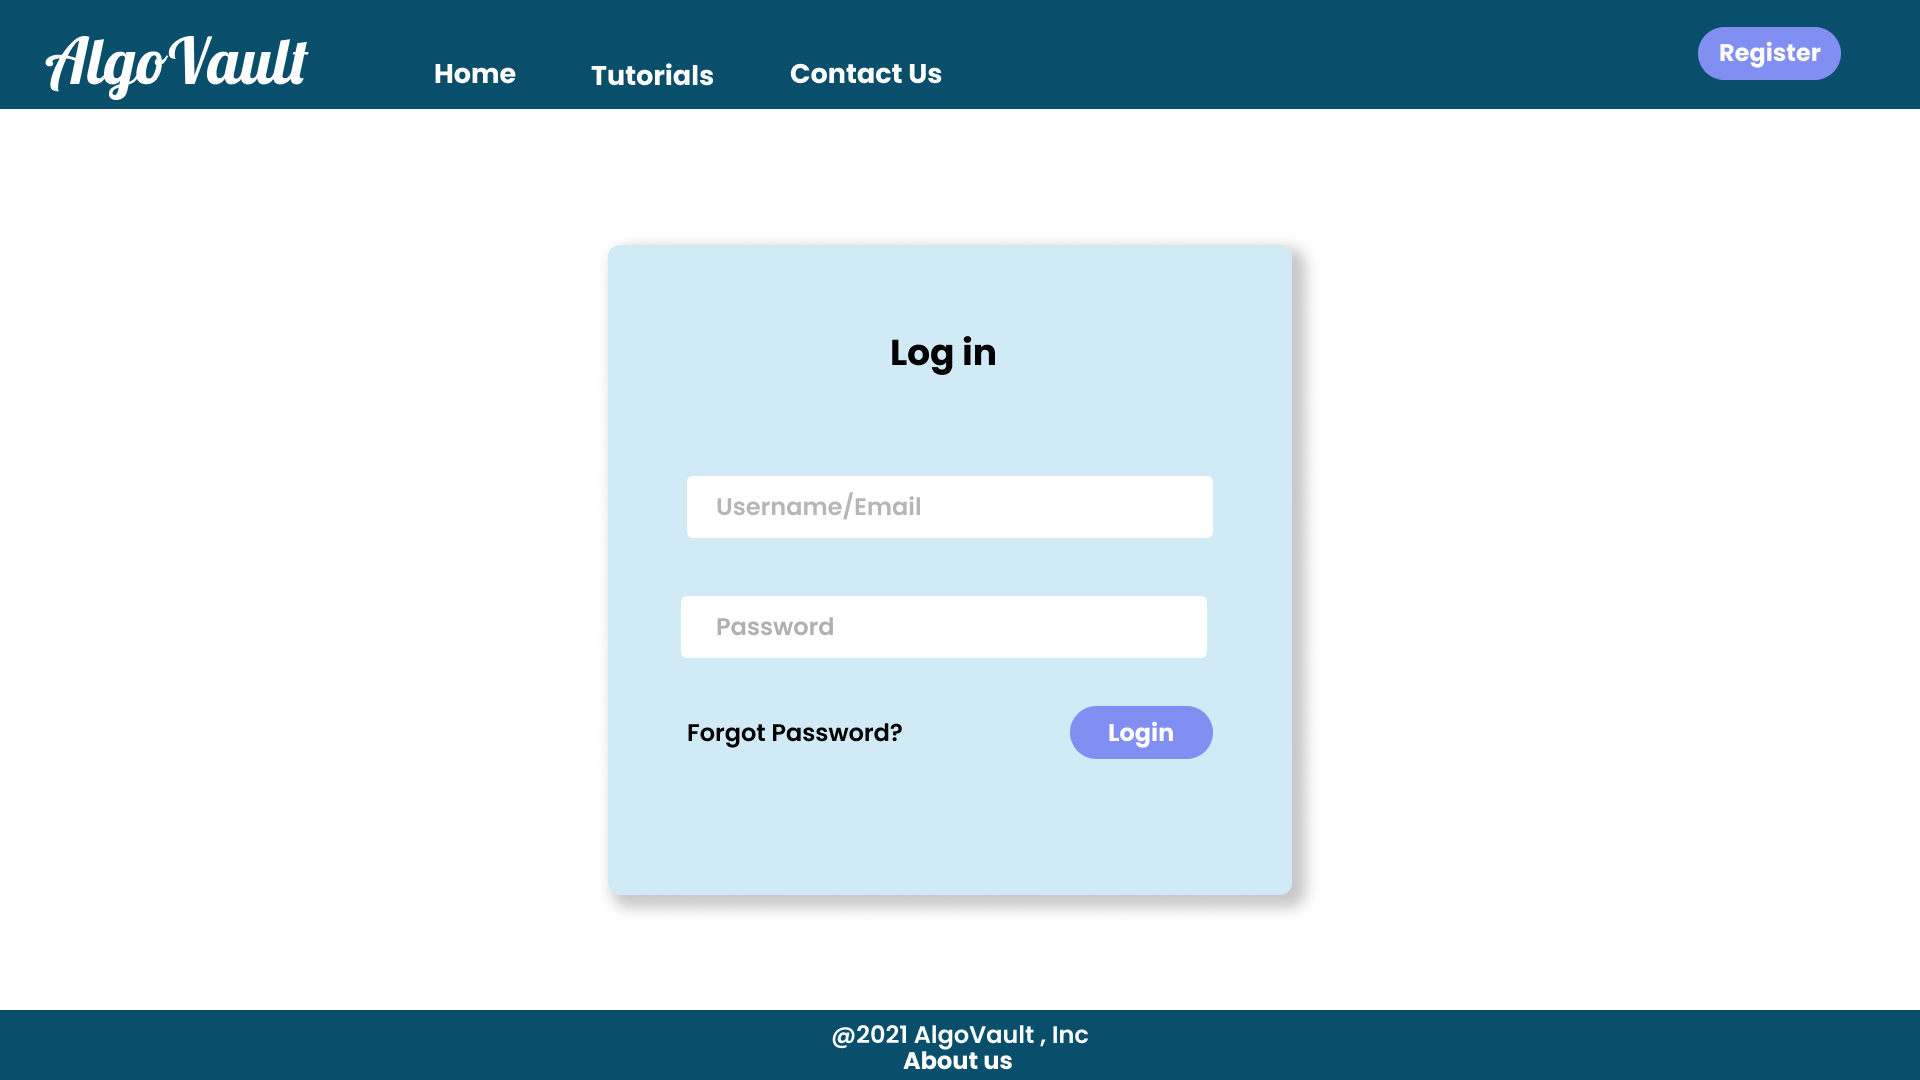 AlgoVault
Home
Tutorials
Contact Us
Register
Log in
Username/Email
Password
Forgot Password?
Login
@2021 AlgoVault , Inc
About us